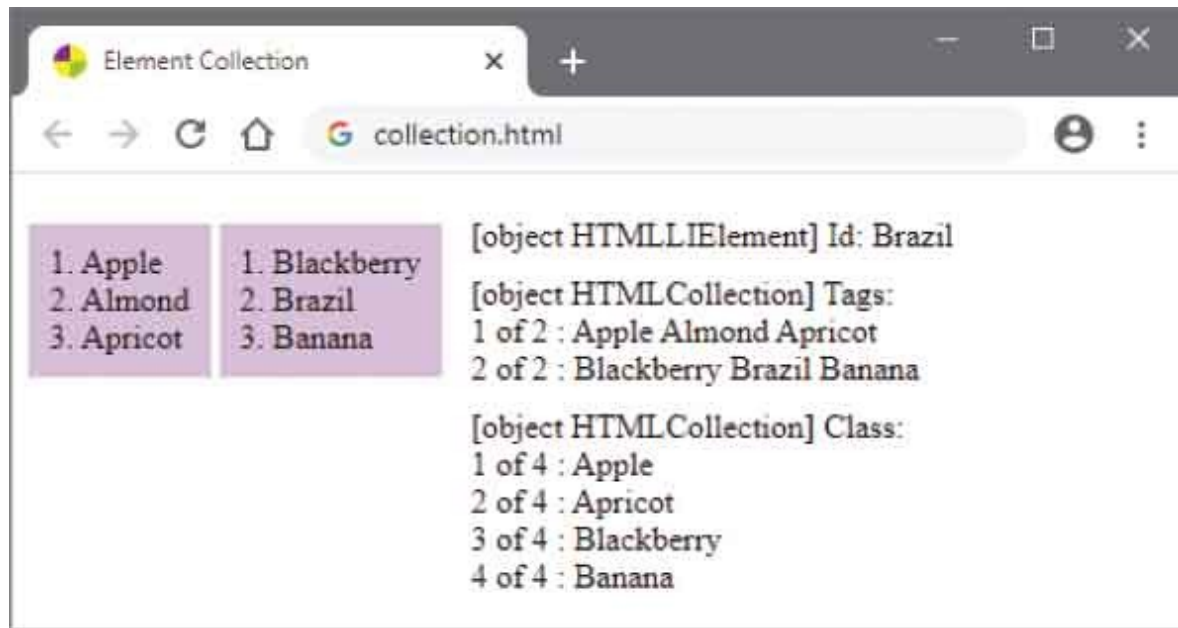 Element Collection
collection.html
1. Apple
2. Almond
3. Apricot
1. Blackberry
2. Brazil
3. Banana
[object HTMLLIElement] Id: Brazil
[object HTMLCollection] Tags:
1 of 2 : Apple Almond Apricot
2 of 2 : Blackberry Brazil Banana
[object HTMLCollection] Class:
1 of 4 : Apple
2 of 4 : Apricot
3 of 4 : Blackberry
4 of 4 : Banana